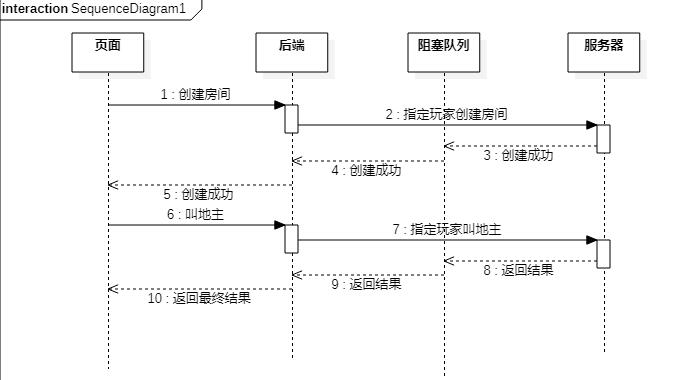 interaction SequenceDiagram1
页面
后端
阻塞队列
服务器
1 : 创建房间
2 : 指定玩家创建房间
3 : 创建成功
4 : 创建成功
5 : 创建成功
6 : 叫地主
7 : 指定玩家叫地主
8 : 返回结果
9 : 返回结果
10 : 返回最终结果